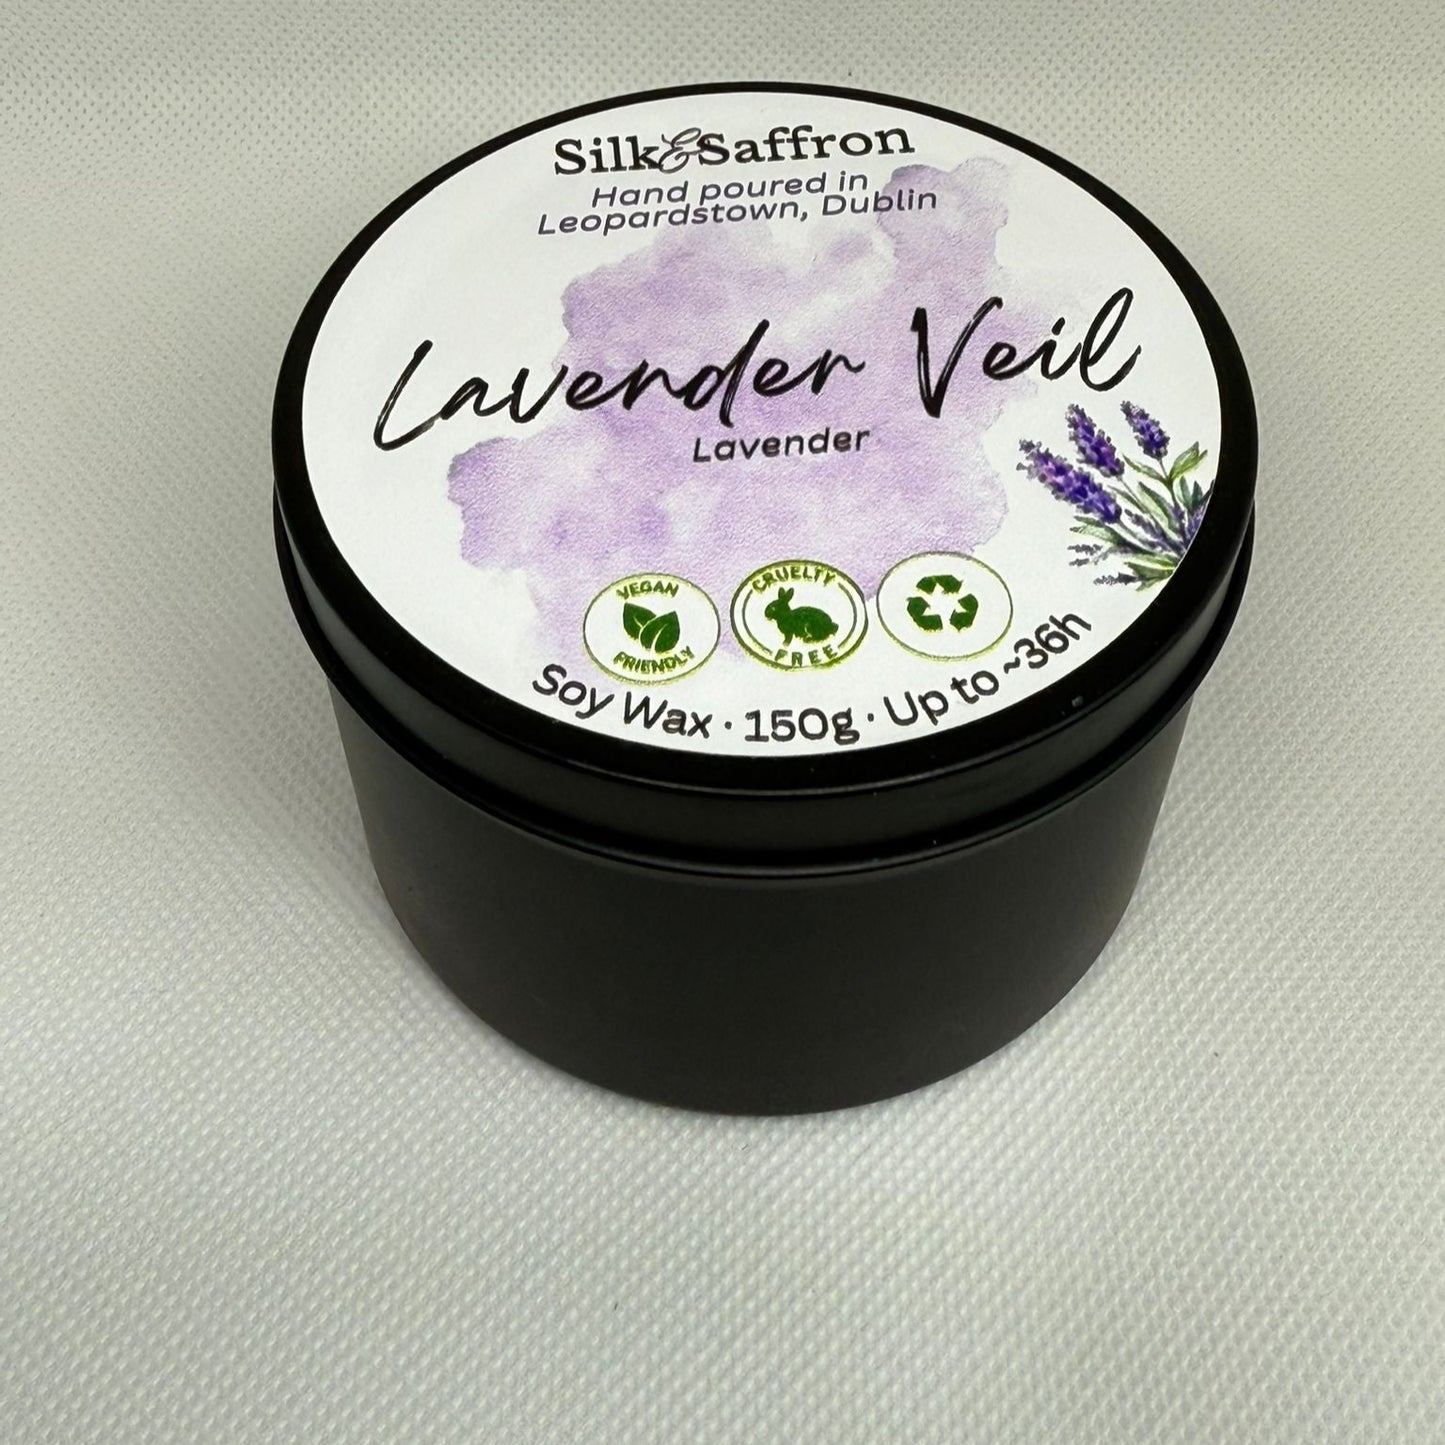 Silk&Saffron
Hand poured in
Leopardstown, Dublin
Lavender Veil
Lavender
VEGAN
FRIENDLY
CRUELTY
FREE
Soy Wax · 150g · Up to ~36h